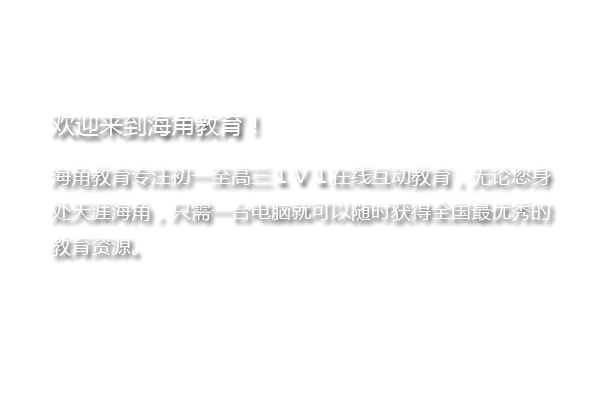 欢迎来到海角教育！
海角教育专注初一至高三１Ｖ１在线互动教育，无论您身
处天涯海角，只需一台电脑就可以随时获得全国最优秀的
教育资源。